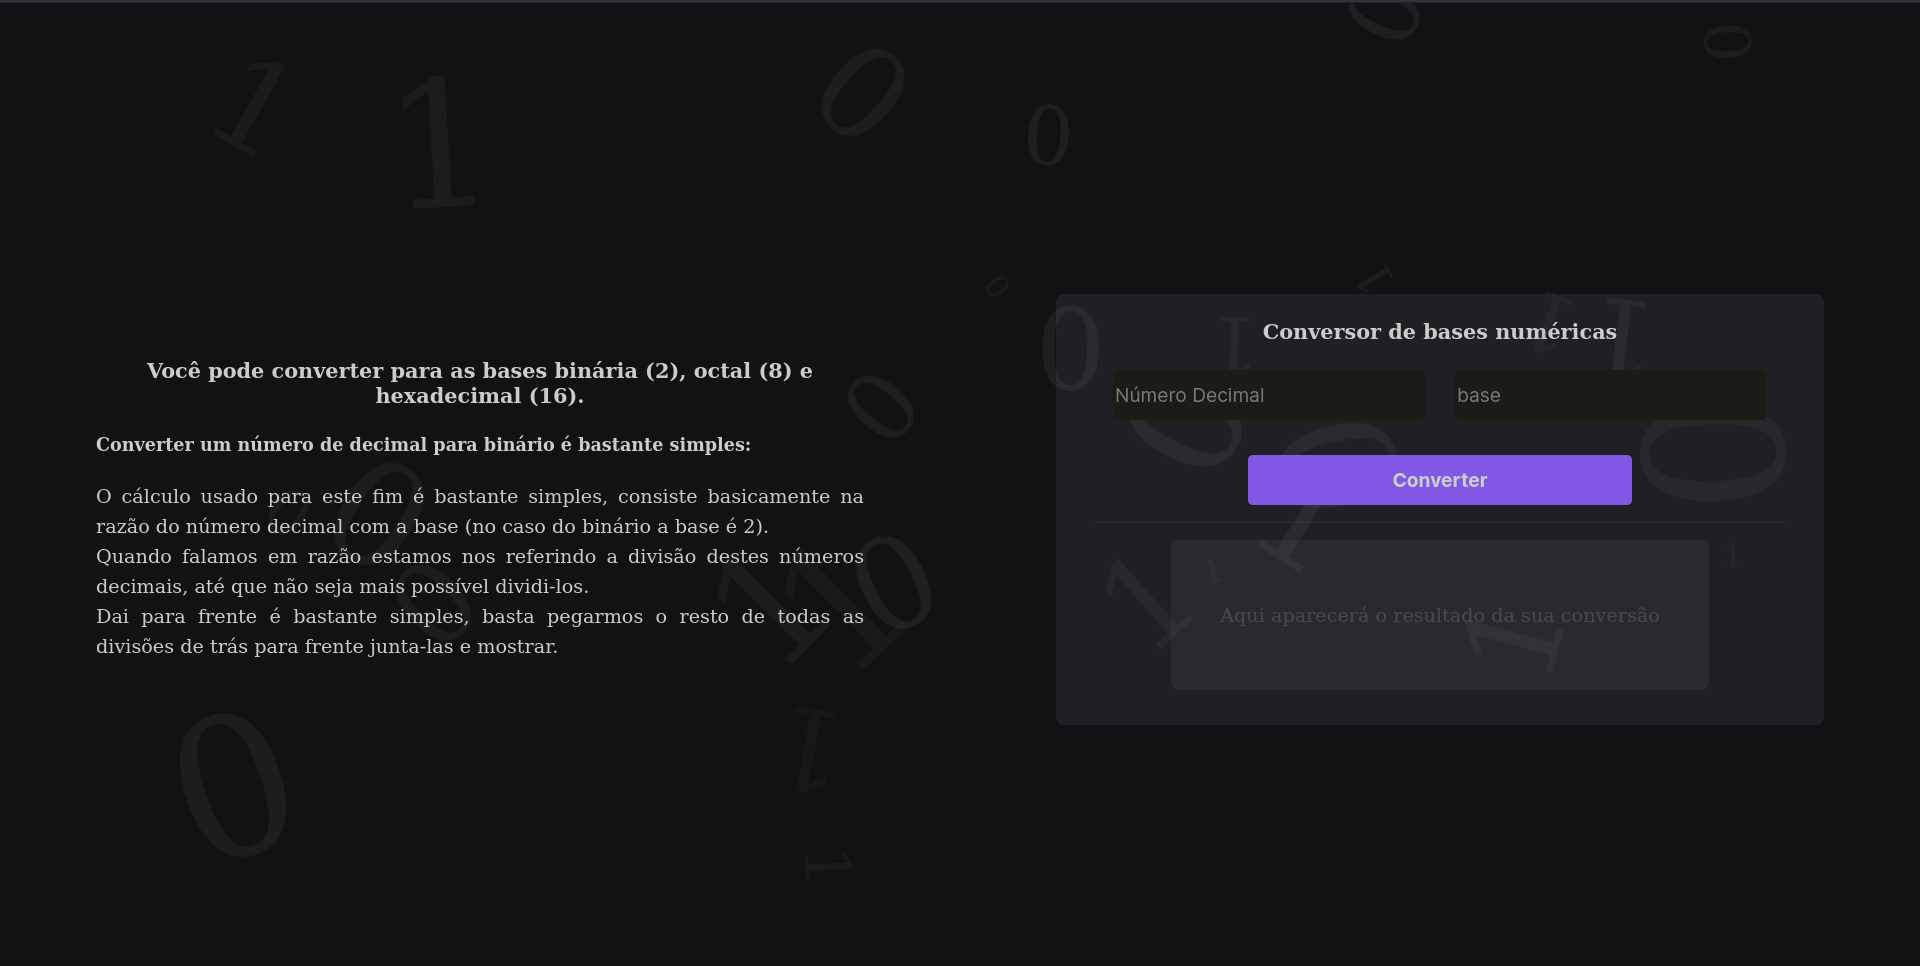 Você pode converter para as bases binária (2), octal (8) e
hexadecimal (16).
Converter um número de decimal para binário é bastante simples:
O cálculo usado para este fim é bastante simples, consiste basicamente na
razão do número decimal com a base (no caso do binário a base é 2).
Quando falamos em razão estamos nos referindo a divisão destes números
decimais, até que não seja mais possível dividi-los.
Dai para frente é bastante simples, basta pegarmos o resto de todas as
divisões de trás para frente junta-las e mostrar.
Conversor de bases numéricas
Número Decimal
base
Converter
Aqui aparecerá o resultado da sua conversão